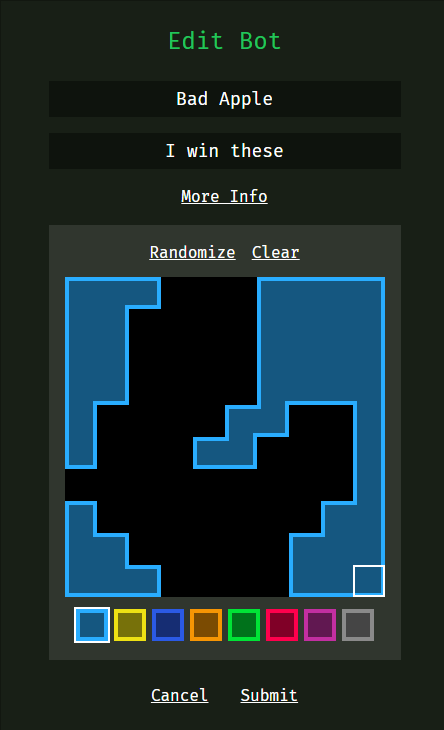 Edit Bot
Bad Apple
I win these
More Info
Randomize Clear
Cancel Submit